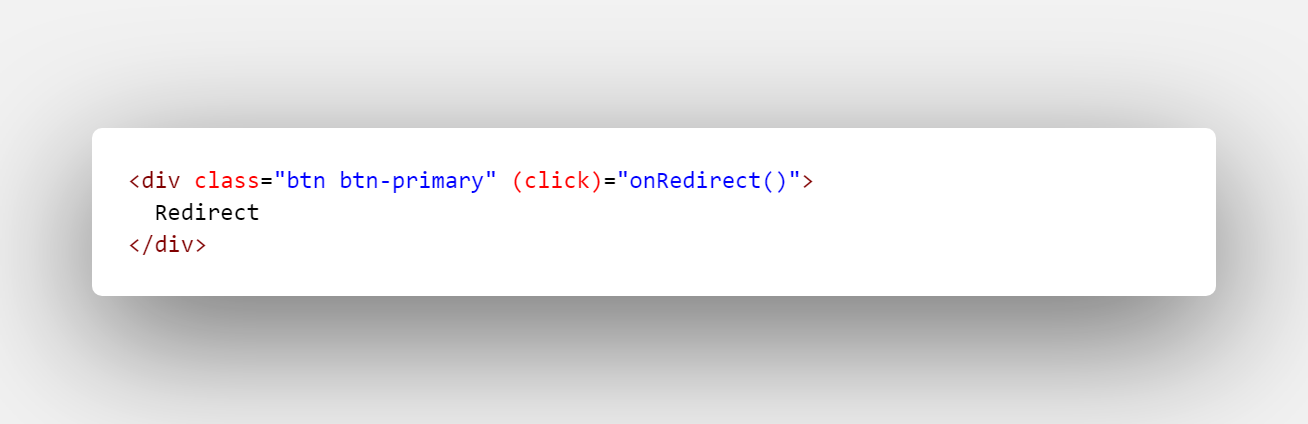 <div class="btn btn-primary" (click)="onRedirect()">
  Redirect
</div>